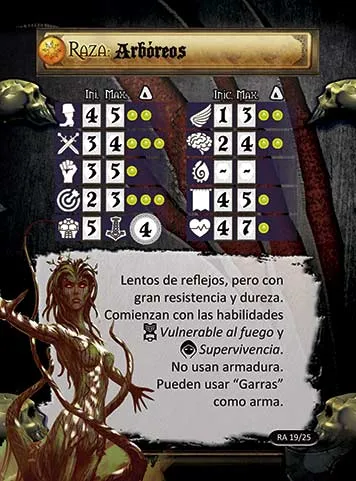 RAZA: Arbóreos
Ini. Max. Inic. Max.
4 5 1 3
3 4 2 4
3 5 - -
2 3 4 5
5 4 4 7
Lentos de reflejos, pero con
gran resistencia y dureza.
Comienzan con las habilidades
Vulnerable al fuego y
Supervivencia.
No usan armadura.
Pueden usar “Garras”
como arma.
RA 19/25